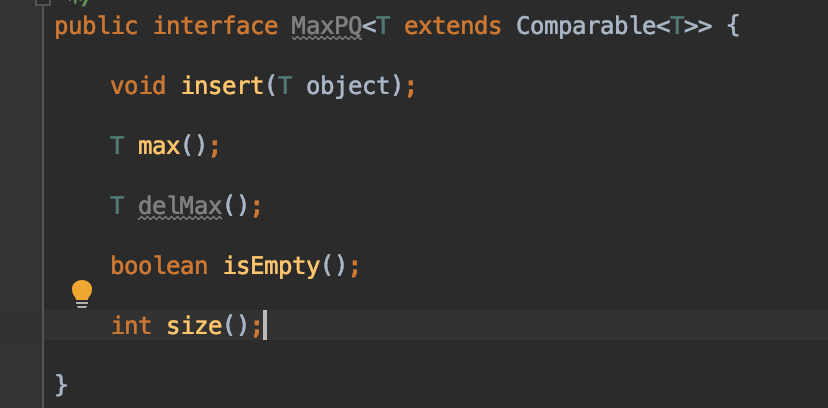 */
public interface MaxPQ<T extends Comparable<T>> {
void insert(T object);
T max();
T delMax();
boolean isEmpty();
int size();
}